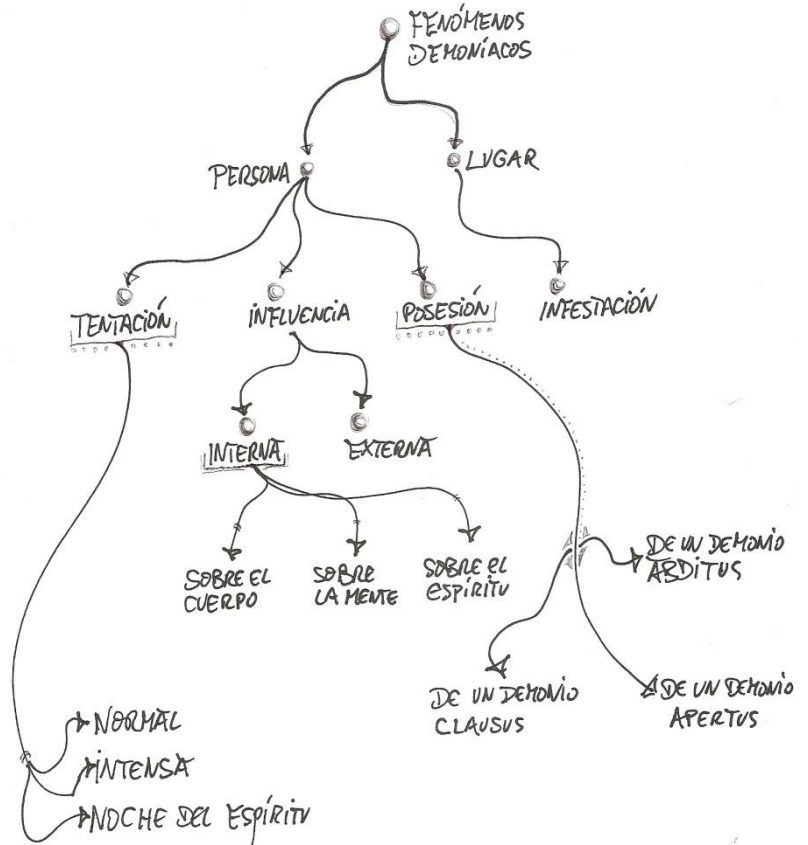 FENÓMENOS
DEMONÍACOS
PERSONA
LUGAR
TENTACIÓN
INFLUENCIA
POSESIÓN
INFESTACIÓN
INTERNA
EXTERNA
SOBRE EL
CUERPO
SOBRE
LA MENTE
SOBRE EL
ESPÍRITU
DE UN DEMONIO
ABDITUS
DE UN DEMONIO
CLAUSUS
DE UN DEMONIO
APERTUS
NORMAL
INTENSA
NOCHE DEL ESPÍRITU